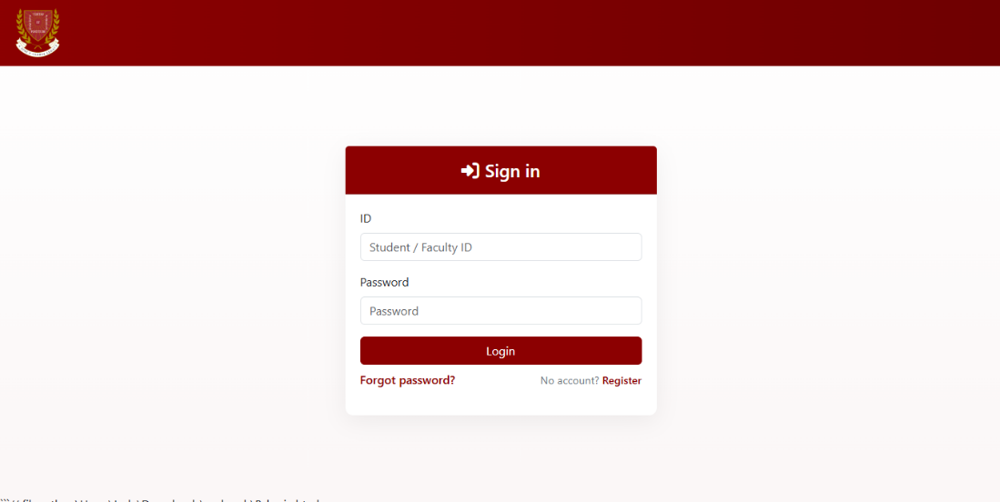 Sign in
ID
Student / Faculty ID
Password
Password
Login
Forgot password?
No account? Register